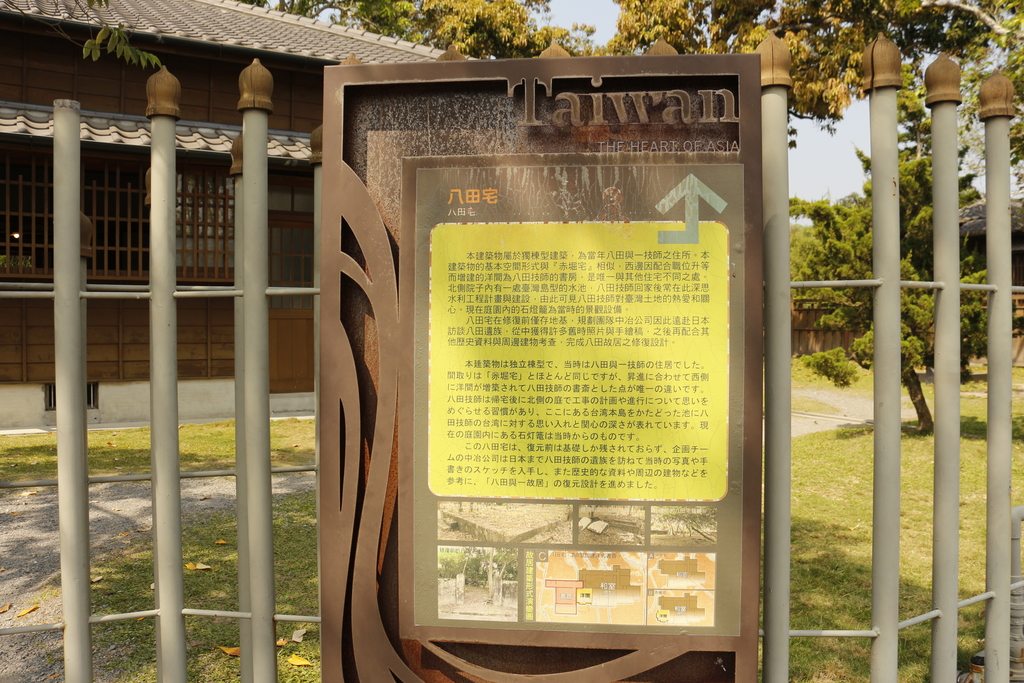 Taiwan
THE HEART OF ASIA
八田宅
八田宅
本建築物屬於獨棟型建築，為當年八田與一技師之住所。本
建築物的基本空間形式與『赤堀宅』相似，西邊因配合職位升等
而增建的洋間為八田技師的書房，是唯一與其他住宅不同之處。
北側院子內有一處臺灣島型的水池，八田技師回家後常在此深思
水利工程計畫與建設，由此可見八田技師對臺灣土地的熱愛和關
心，現在庭園內的石燈籠為當時的景觀設備。
八田宅在修復前僅存地基，規劃團隊中冶公司因此遠赴日本
訪談八田遺族，從中獲得許多舊時照片與手繪稿，之後再配合其
他歷史資料與周邊建物考查，完成八田故居之修復設計。
本建築物は独立棟型で、当時は八田與一技師の住居でした。
間取りは「赤堀宅」とほとんど同じですが、昇進に合わせて西側
に洋間が増築されて八田技師の書斎とした点が唯一の違いです。
八田技師は帰宅後に北側の庭で工事の計画や進行について思いを
めぐらせる習慣があり、ここにある台湾本島をかたどった池に八
田技師の台湾に対する思い入れと関心の深さが表れています。現
在の庭園内にある石灯篭は当時からのものです。
この八田宅は、復元前は基礎しか残されておらず、企画チー
ムの中冶公司は日本まで八田技師の遺族を訪ねて当時の写真や手
書きのスケッチを入手し、また歴史的な資料や周辺の建物などを
参考に、「八田與一故居」の復元設計を進めました。
和室
和室
和室